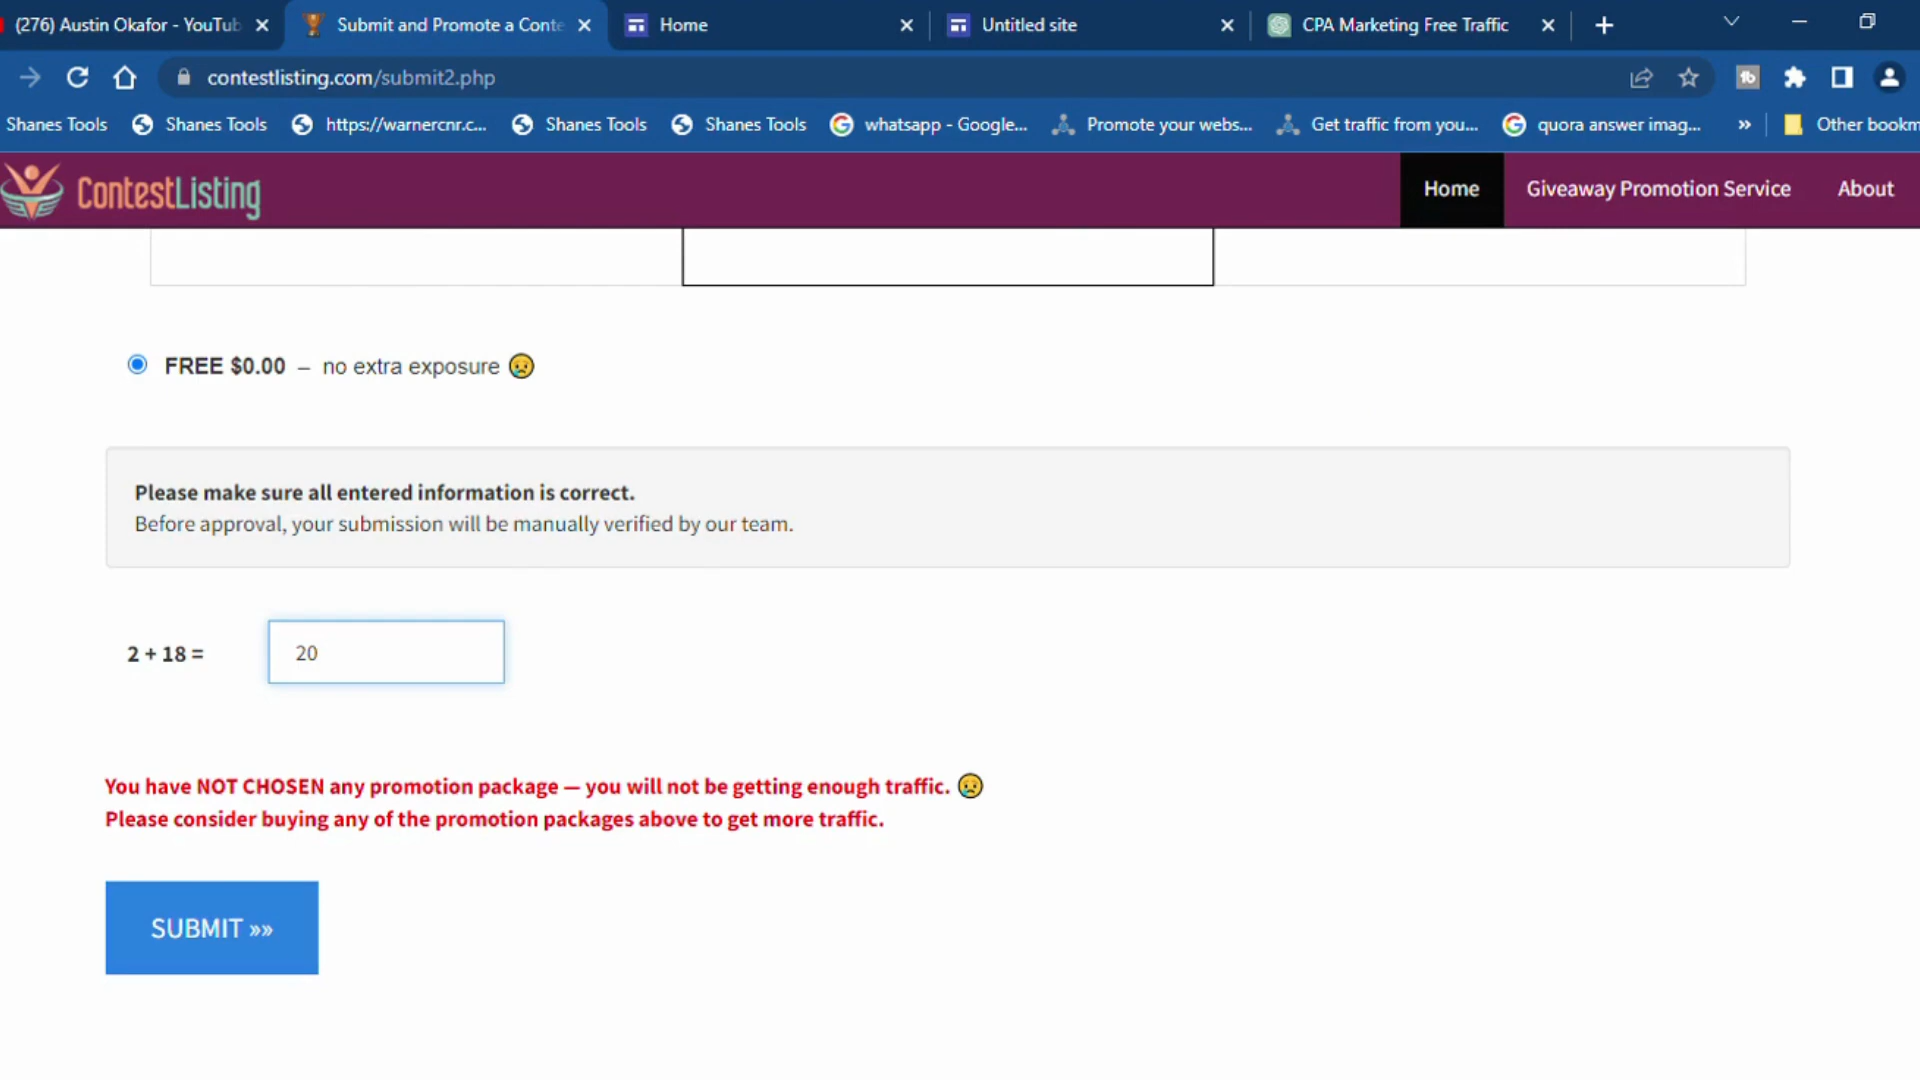 (276) Austin Okafor - YouTub
Submit and Promote a Conte
Home
Untitled site
CPA Marketing Free Traffic
contestlisting.com/submit2.php
Shanes Tools
Shanes Tools
https://warnercnr.c...
Shanes Tools
Shanes Tools
whatsapp - Google...
Promote your webs...
Get traffic from you...
quora answer imag...
»
Other bookm
ContestListing
Home
Giveaway Promotion Service
About
FREE $0.00 – no extra exposure 😥
Please make sure all entered information is correct.
Before approval, your submission will be manually verified by our team.
2 + 18 =
20
You have NOT CHOSEN any promotion package — you will not be getting enough traffic. 😥
Please consider buying any of the promotion packages above to get more traffic.
SUBMIT »»